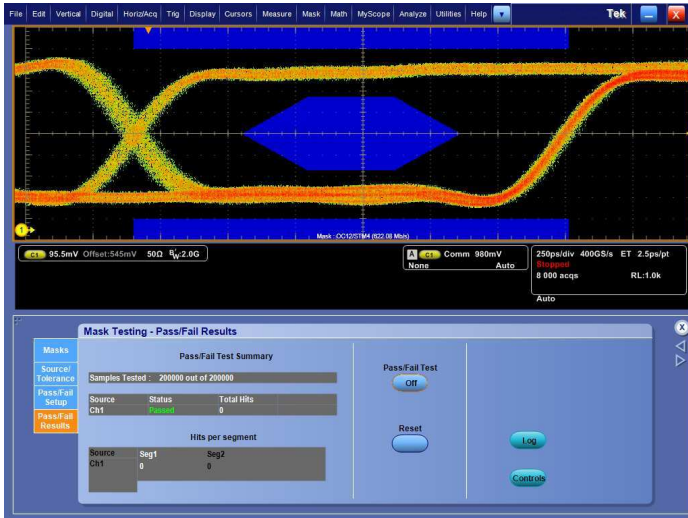 File Edit Vertical Digital Horiz/Acq Trig Display Cursors Measure Mask Math MyScope Analyze Utilities Help Tek X
Mask : OC12/STM4 (622.08 Mb/s)
1
C1 95.5mV Offset:545mV 50Ω BW:2.0G
A C1 Comm 980mV
None Auto
250ps/div 400GS/s ET 2.5ps/pt
Stopped
8 000 acqs RL:1.0k
Auto
Mask Testing - Pass/Fail Results
X
Masks
Source/
Tolerance
Pass/Fail
Setup
Pass/Fail
Results
Pass/Fail Test Summary
Samples Tested : 200000 out of 200000
Source Status Total Hits
Ch1 Passed 0
Hits per segment
Source Seg1 Seg2
Ch1 0 0
Pass/Fail Test
Off
Reset
Log
Controls